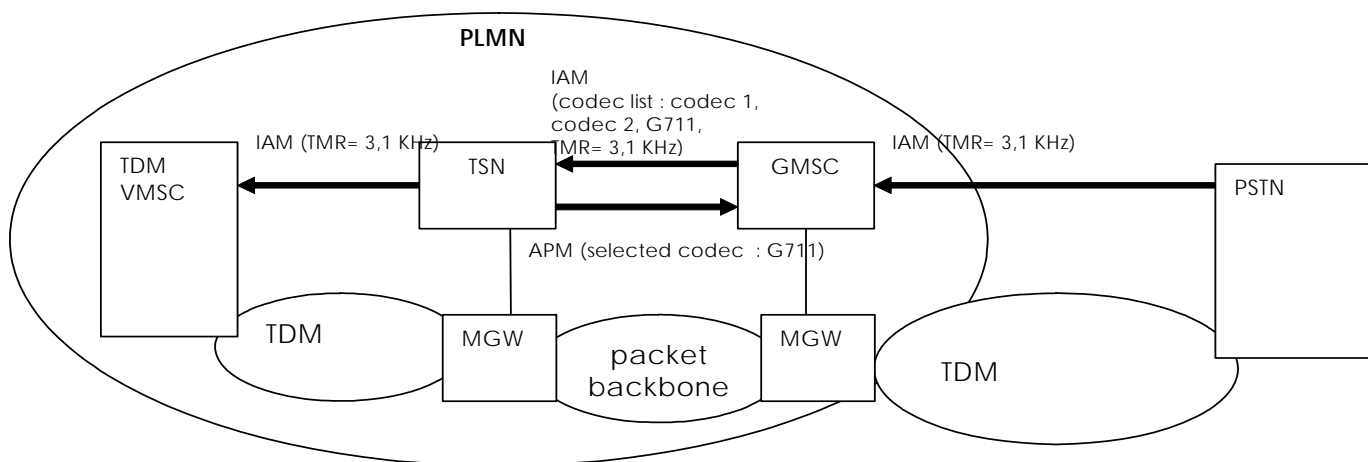 PLMN
IAM
(codec list : codec 1,
codec 2, G711,
TMR= 3,1 KHz)
IAM (TMR= 3,1 KHz)
IAM (TMR= 3,1 KHz)
TDM
VMSC
TSN
GMSC
PSTN
APM (selected codec : G711)
TDM
MGW
packet
backbone
MGW
TDM